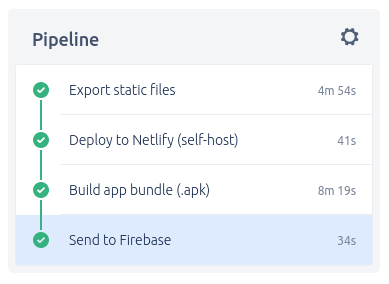 Pipeline
Export static files 4m 54s
Deploy to Netlify (self-host) 41s
Build app bundle (.apk) 8m 19s
Send to Firebase 34s